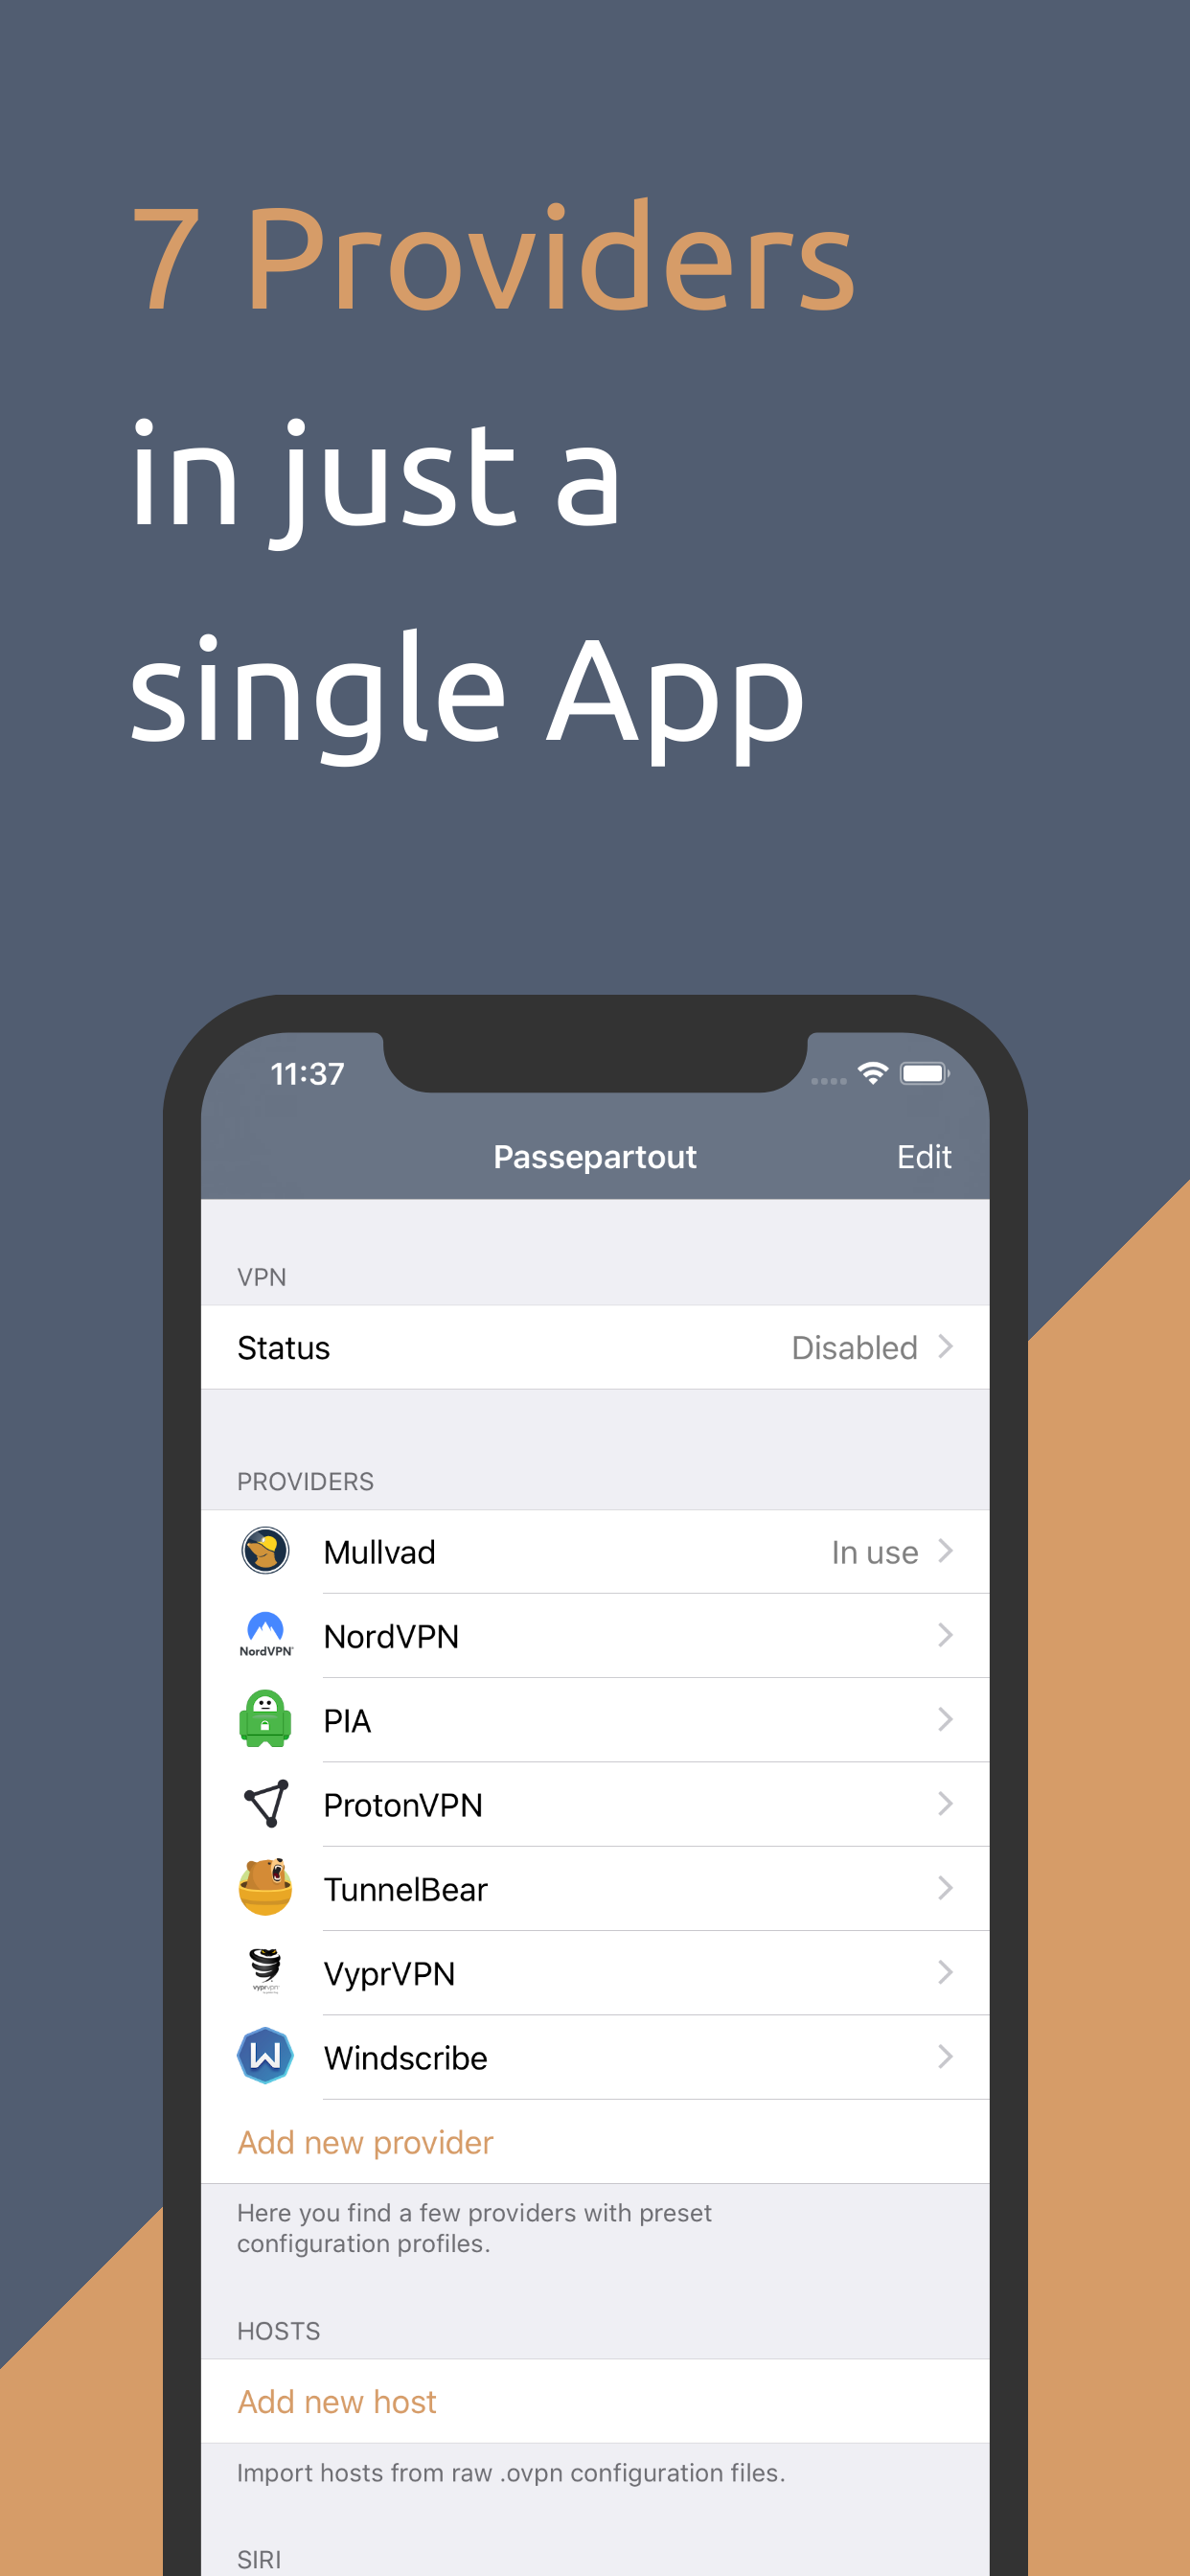 7 Providers
in just a
single App
11:37
Passepartout
Edit
VPN
Status
Disabled
PROVIDERS
Mullvad
In use
NordVPN
NordVPN
PIA
ProtonVPN
TunnelBear
vyprvpn
VyprVPN
W
Windscribe
Add new provider
Here you find a few providers with preset
configuration profiles.
HOSTS
Add new host
Import hosts from raw .ovpn configuration files.
SIRI